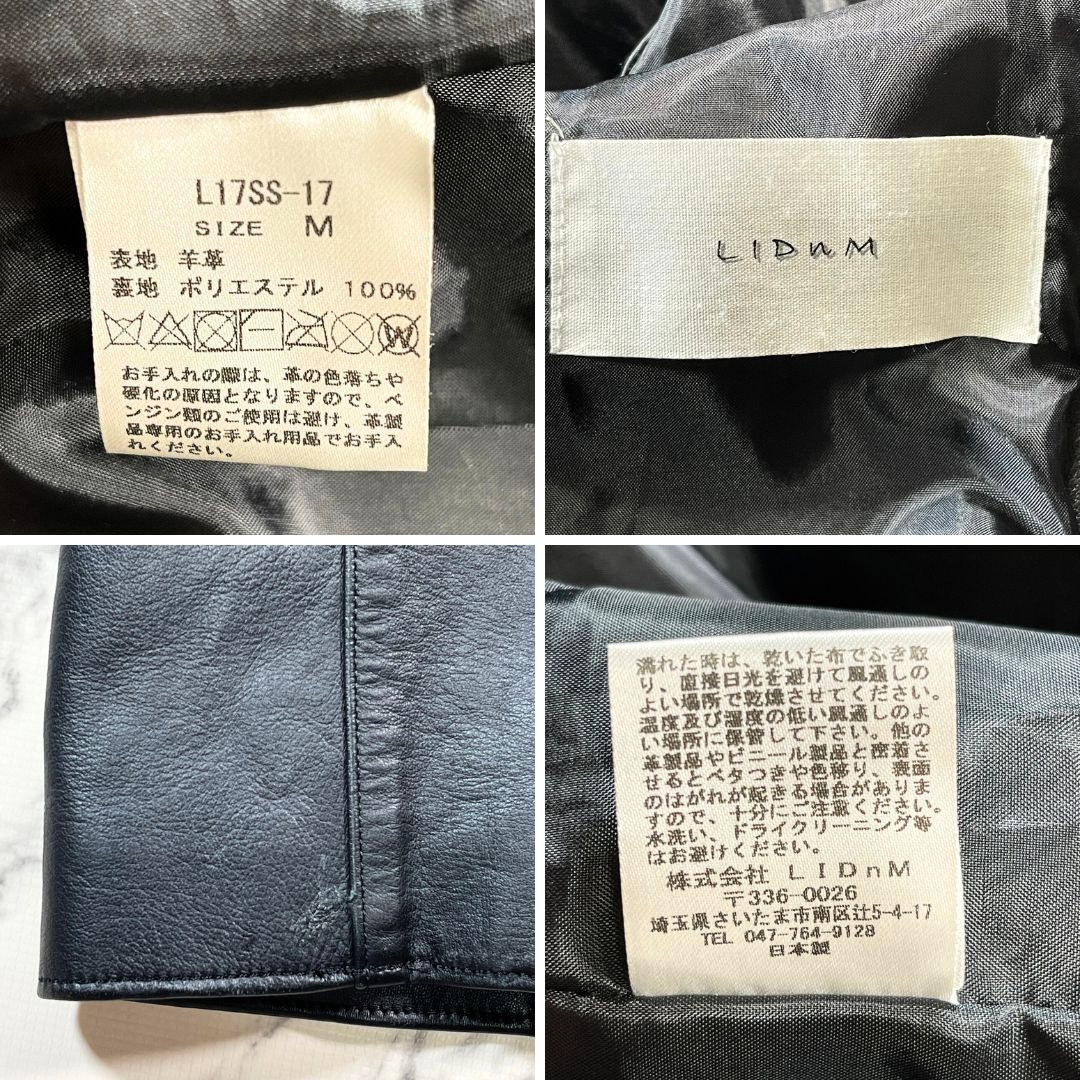 L17SS-17
SIZE M
表地 羊革
裏地 ポリエステル 100%
W
お手入れの際は、革の色落ちや
硬化の原因となりますので、ベ
ンジン類のご使用は避け、革製
品専用のお手入れ用品でお手入
れください。
LIDnM
濡れた時は、乾いた布でふき取
り、直接日光を避けて風通しの
よい場所で乾燥させてください。
温度及び湿度の低い風通しのよ
い場所に保管して下さい。他の
革製品やビニール製品と密着さ
せるとベタつきや色移り、表面
のはがれが起きる場合がありま
すので、十分にご注意ください。
水洗い、ドライクリーニング等
はお避けください。
株式会社 LIDnM
〒336-0026
埼玉県さいたま市南区辻5-4-17
TEL 047-764-9128
日本製